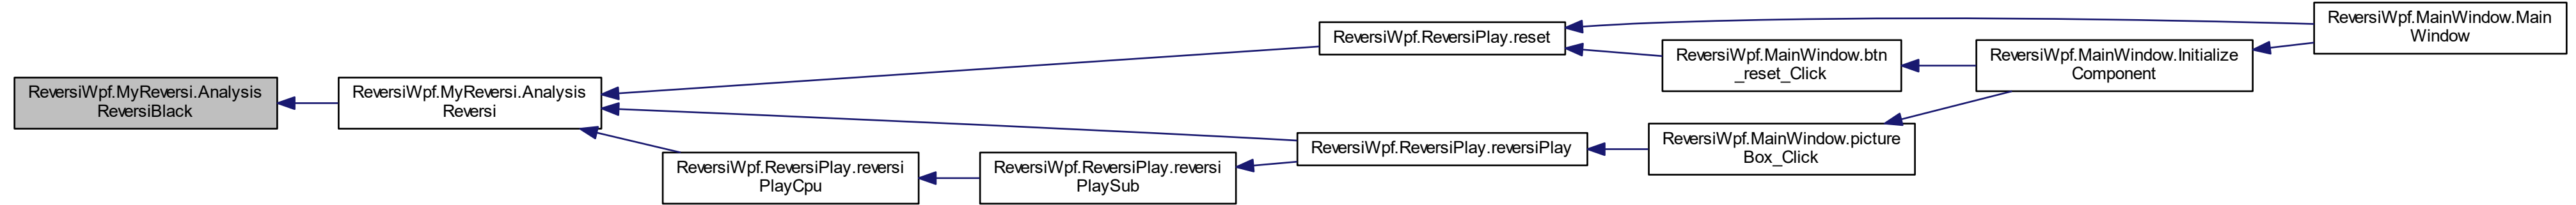 ReversiWpf.MyReversi.Analysis
ReversiBlack
ReversiWpf.MyReversi.Analysis
Reversi
ReversiWpf.ReversiPlay.reset
ReversiWpf.MainWindow.Main
Window
ReversiWpf.MainWindow.btn
_reset_Click
ReversiWpf.MainWindow.Initialize
Component
ReversiWpf.ReversiPlay.reversi
PlayCpu
ReversiWpf.ReversiPlay.reversi
PlaySub
ReversiWpf.ReversiPlay.reversiPlay
ReversiWpf.MainWindow.picture
Box_Click